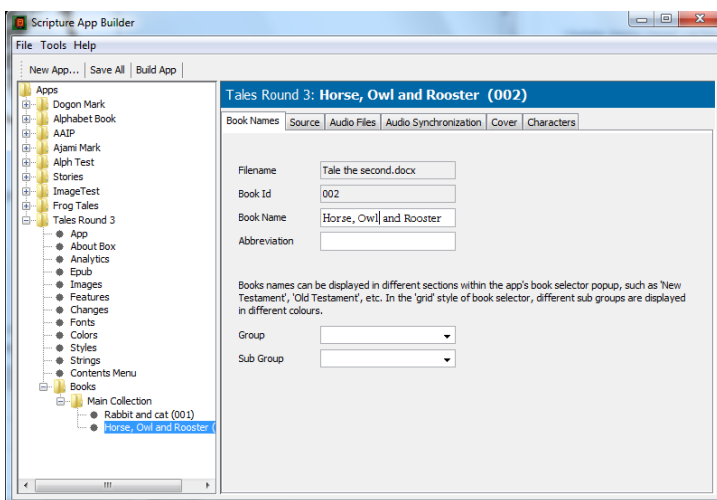 Scripture App Builder
File Tools Help
New App... Save All Build App
Apps
Dogon Mark
Alphabet Book
AAIP
Ajami Mark
Alph Test
Stories
ImageTest
Frog Tales
Tales Round 3
App
About Box
Analytics
Epub
Images
Features
Changes
Fonts
Colors
Styles
Strings
Contents Menu
Books
Main Collection
Rabbit and cat (001)
Horse, Owl and Rooster (
Tales Round 3: Horse, Owl and Rooster (002)
Book Names Source Audio Files Audio Synchronization Cover Characters
Filename Tale the second.docx
Book Id 002
Book Name Horse, Owl and Rooster
Abbreviation
Books names can be displayed in different sections within the app's book selector popup, such as 'New
Testament', 'Old Testament', etc. In the 'grid' style of book selector, different sub groups are displayed
in different colours.
Group
Sub Group